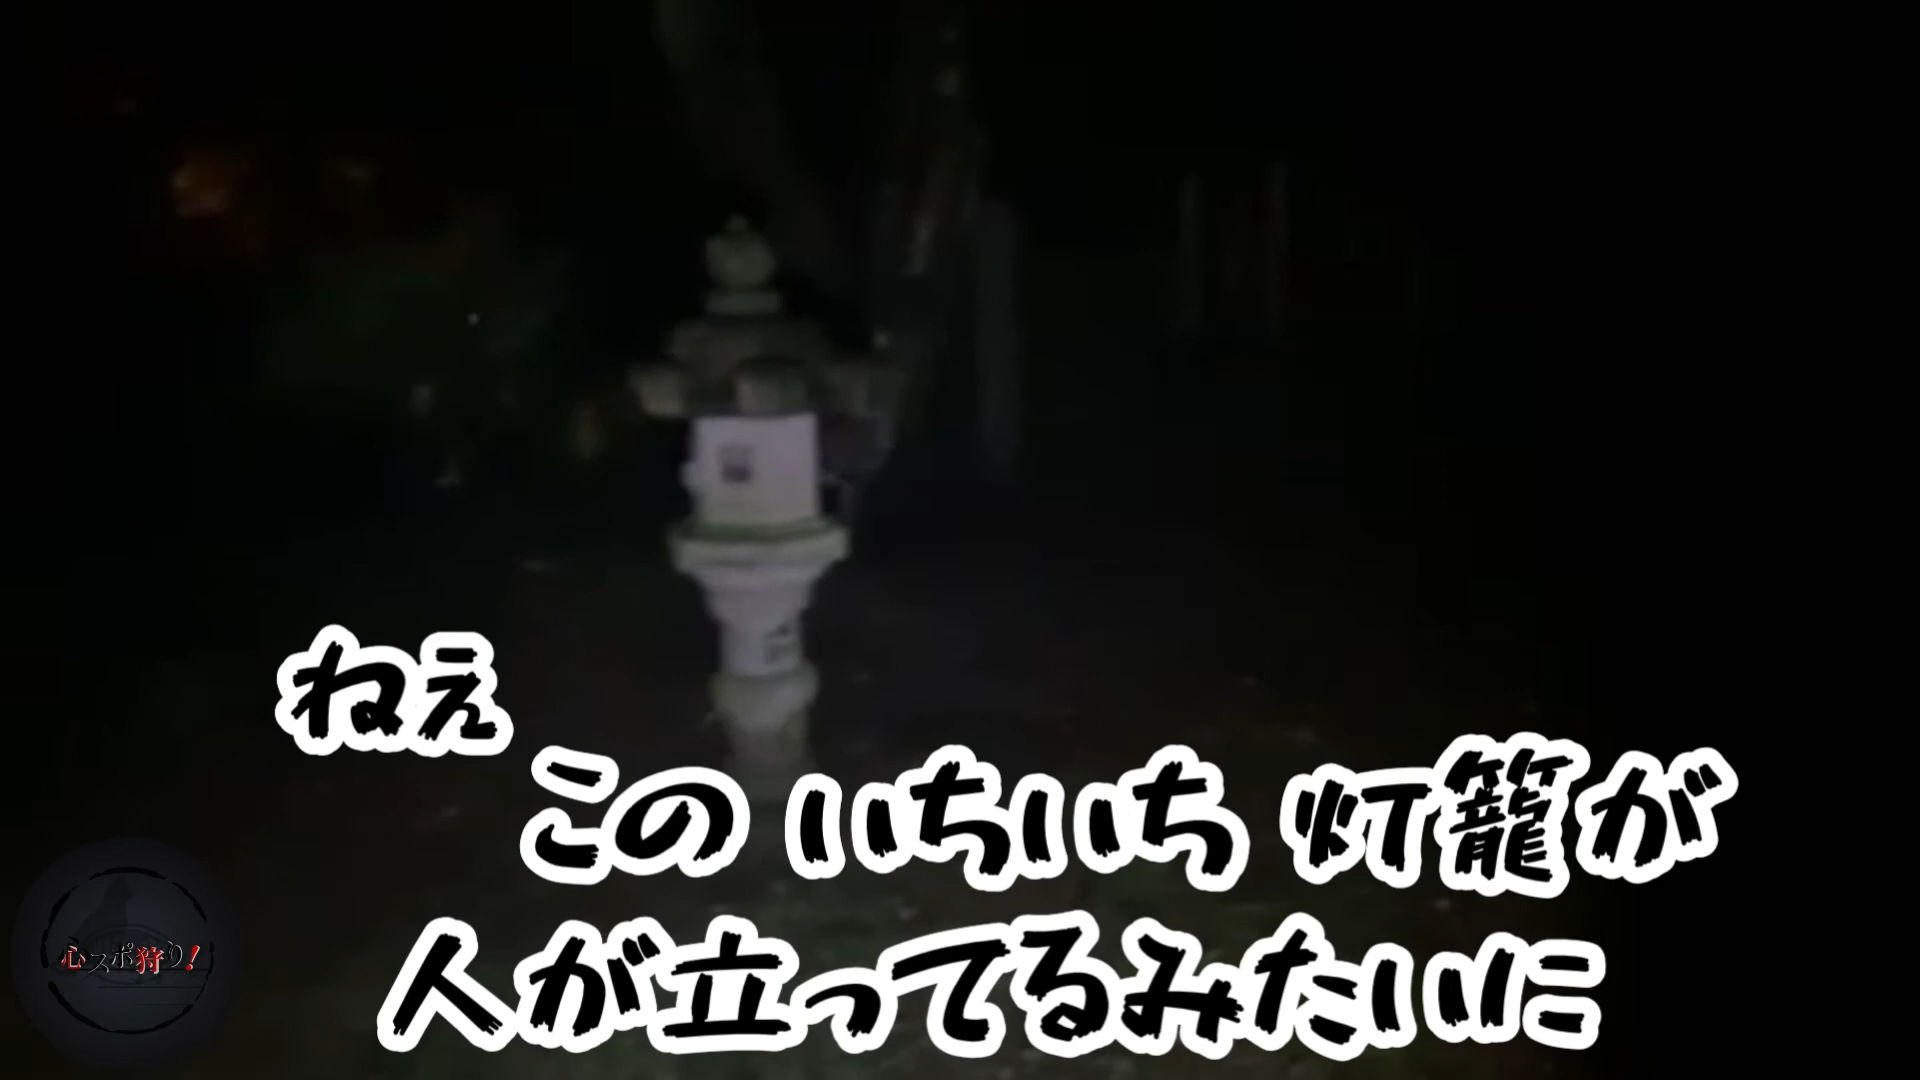 ねえ
この いちいち 灯籠が
人が立ってるみたいに
心スポ狩り!